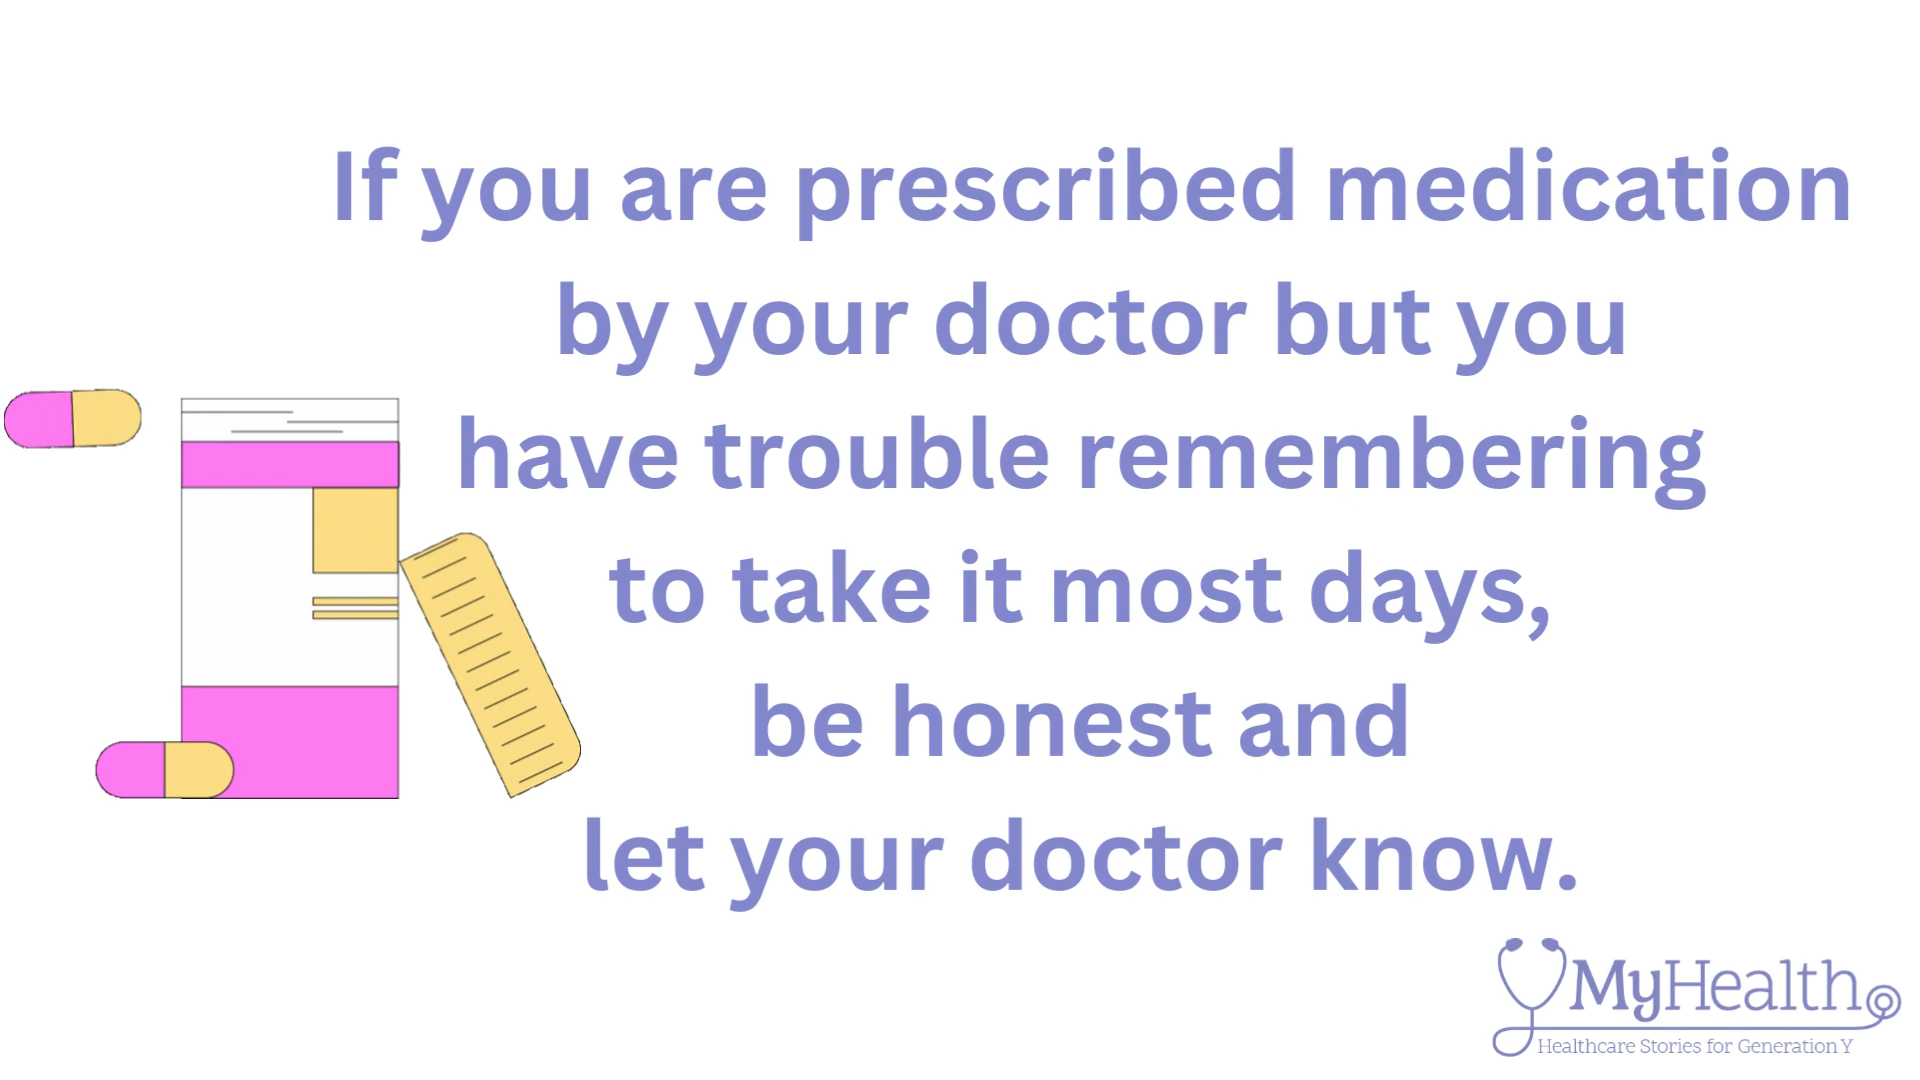 If you are prescribed medication
by your doctor but you
have trouble remembering
to take it most days,
be honest and
let your doctor know.
MyHealth
Healthcare Stories for Generation Y